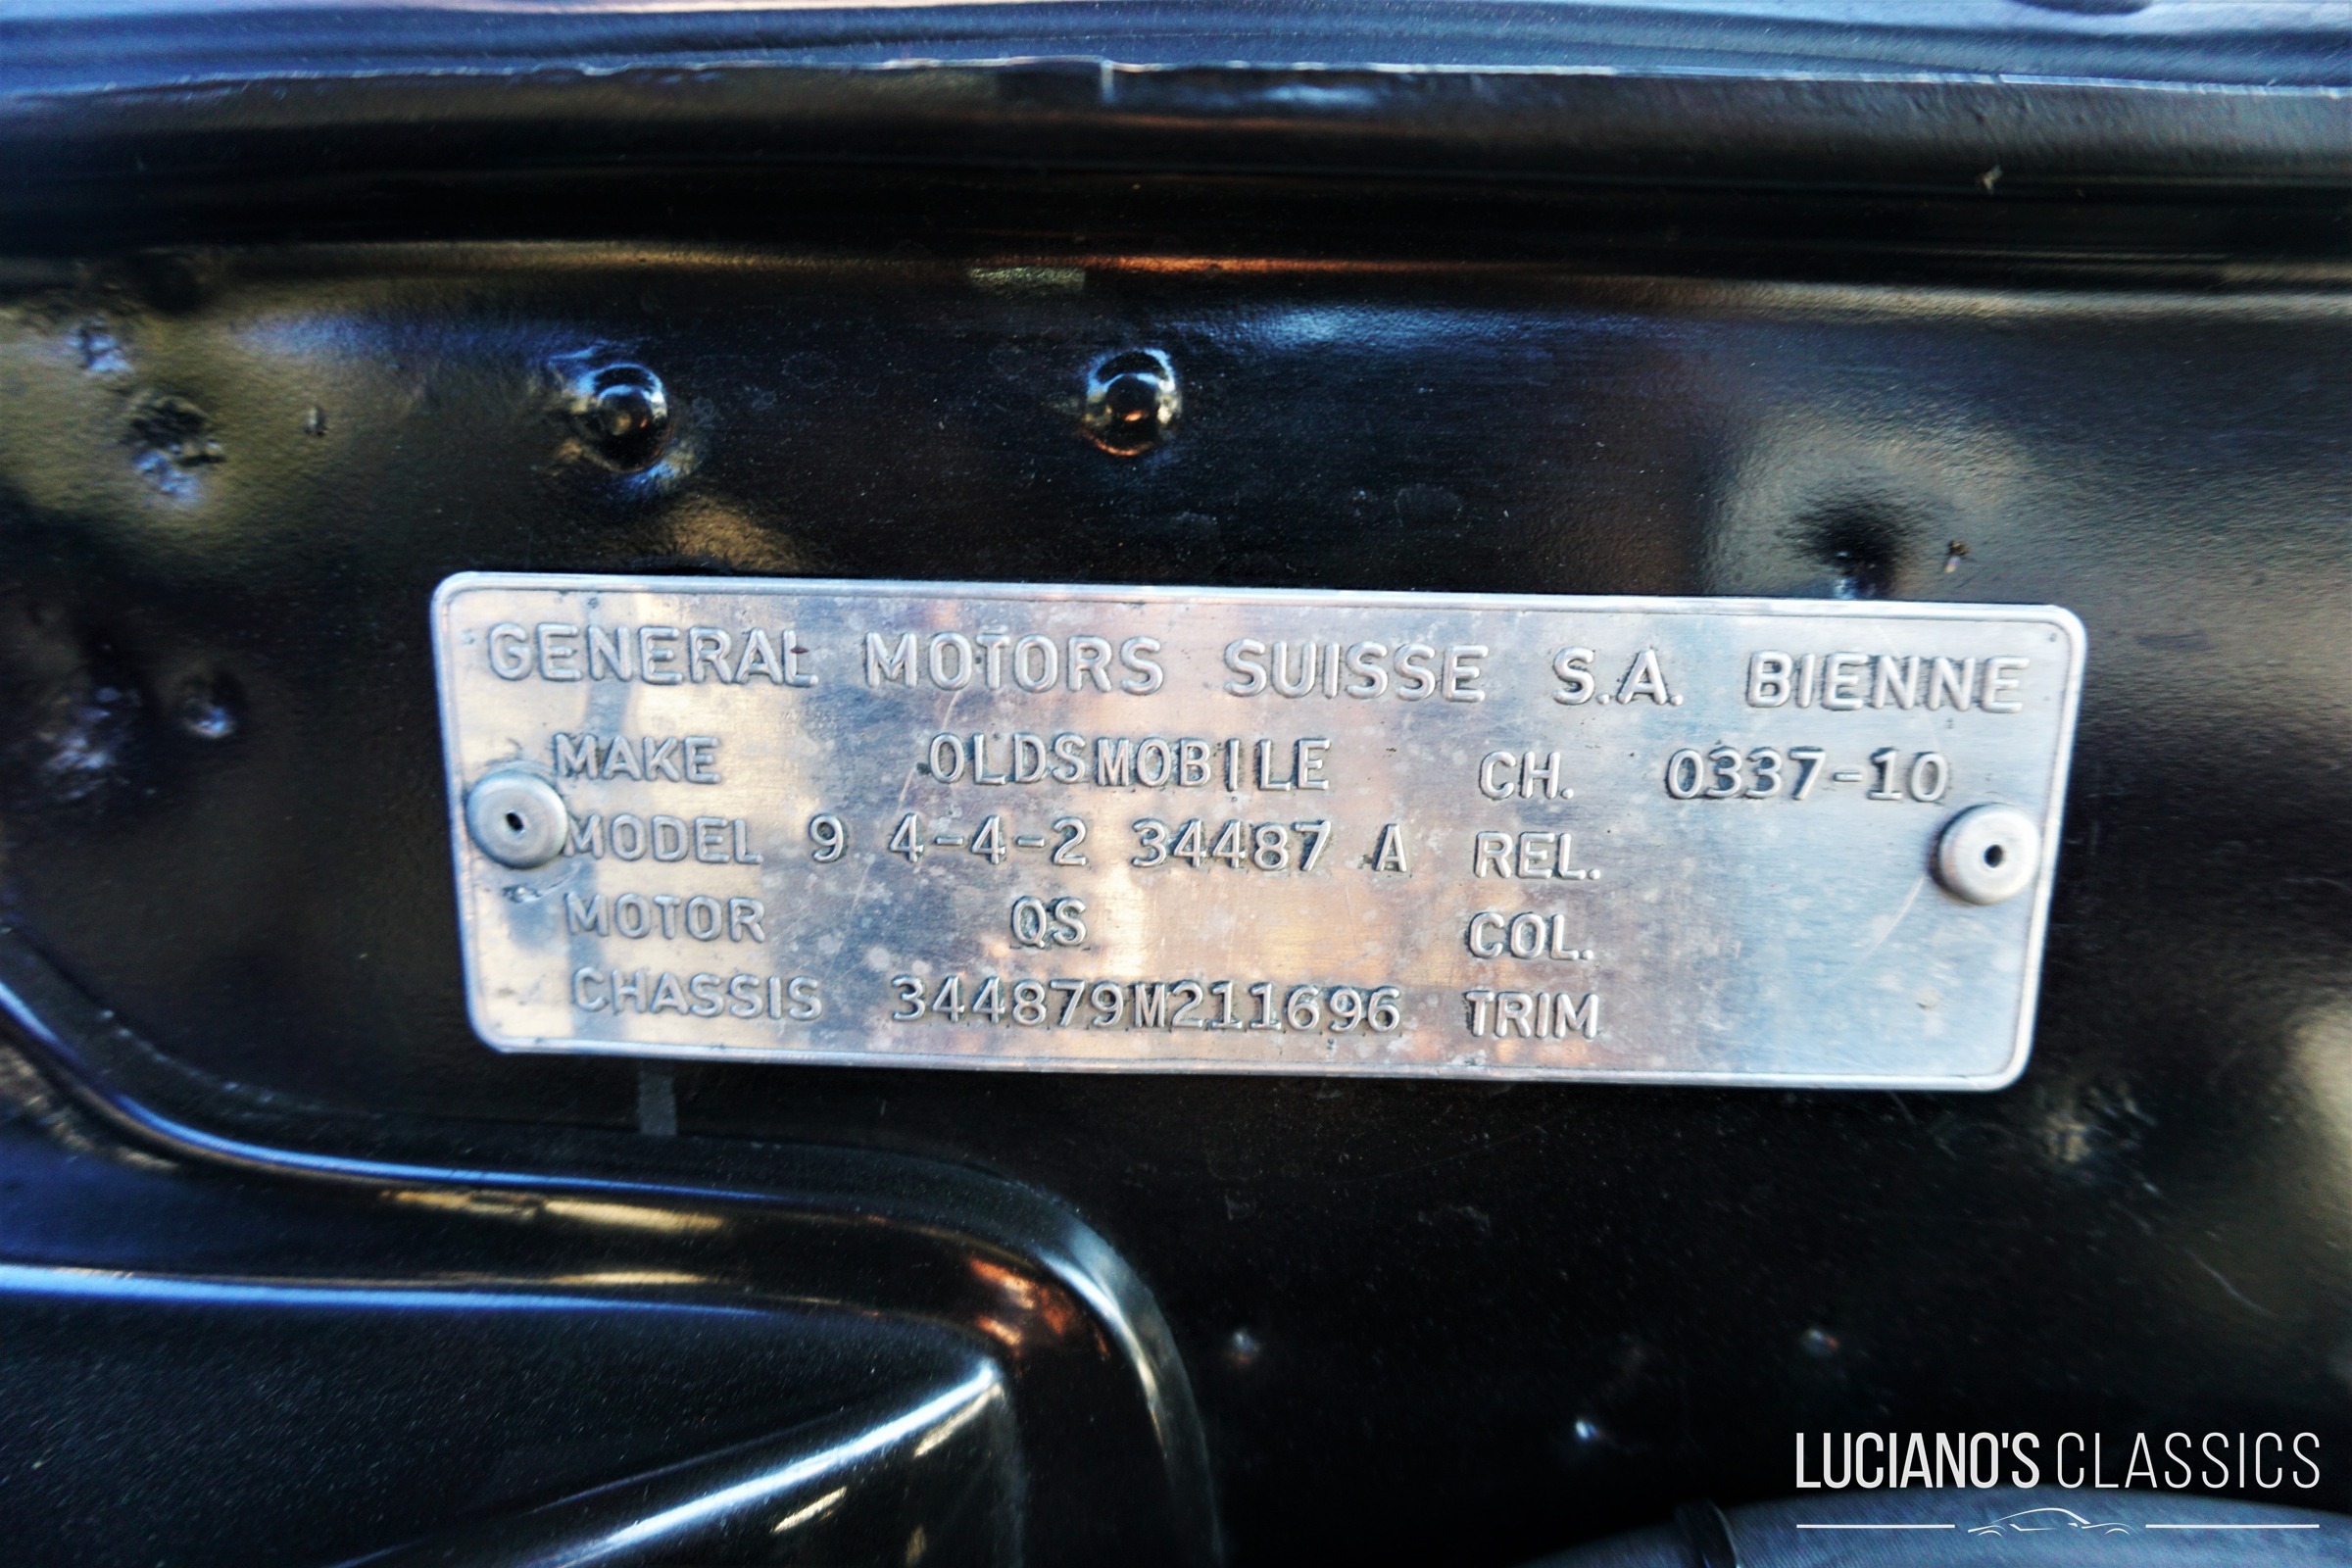 GENERAL MOTORS SUISSE S.A. BIENNE
MAKE OLDSMOBILE CH. 0337-10
MODEL 9 4-4-2 34487 A REL.
MOTOR QS COL.
CHASSIS 344879M211696 TRIM
LUCIANO'S CLASSICS